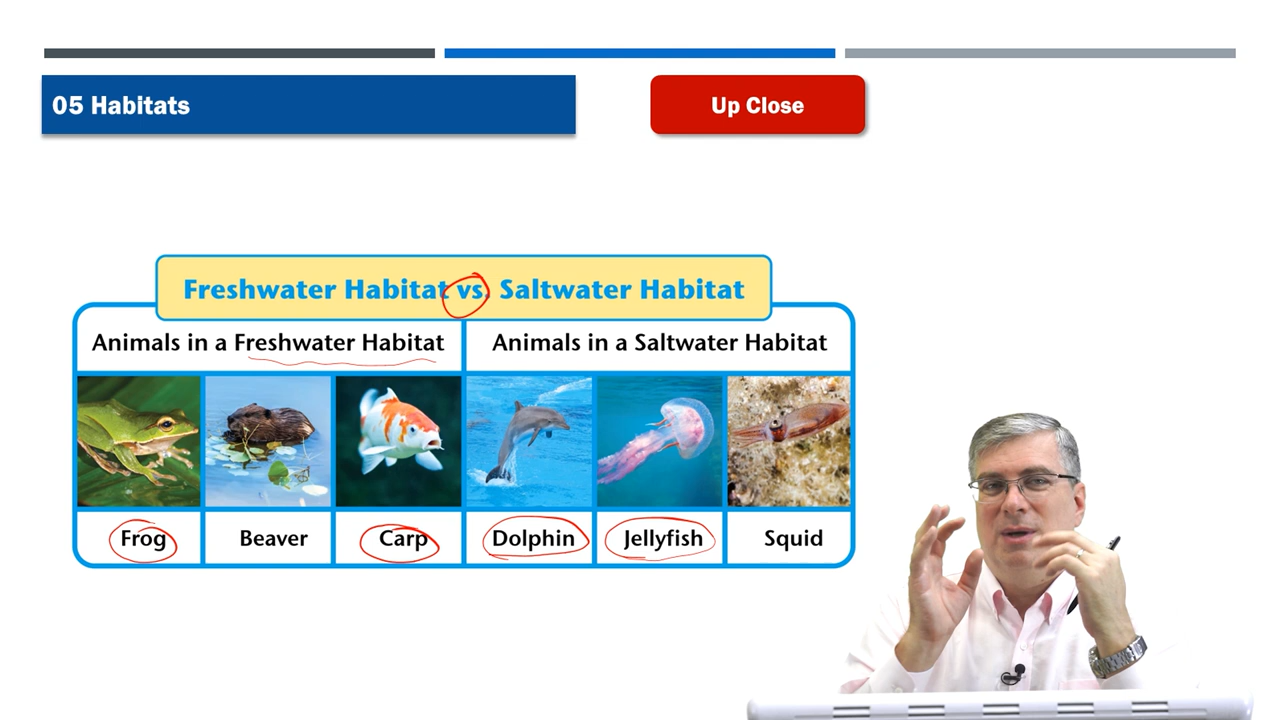 05 Habitats
Up Close
Freshwater Habitat vs. Saltwater Habitat
Animals in a Freshwater Habitat
Animals in a Saltwater Habitat
Frog
Beaver
Carp
Dolphin
Jellyfish
Squid